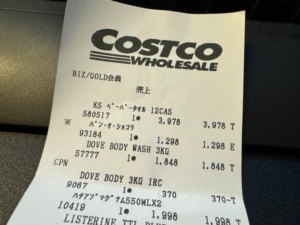 COSTCO
WHOLESALE
BIZ/GOLD会員
売上
KS ペーパータオル 12CAS
580517 1● 3,978 3,978 T
パン・オ・ショコラ
※ 93184 1● 1,298 1,298 E
DOVE BODY WASH 3KG
57777 1● 1,848 1,848 T
CPN
DOVE BODY 3KG IRC
9067 1● 370 370-T
ハチアブマグナム550MLX2
10419 1● 1,998 1,998 T
LISTERINE TTL